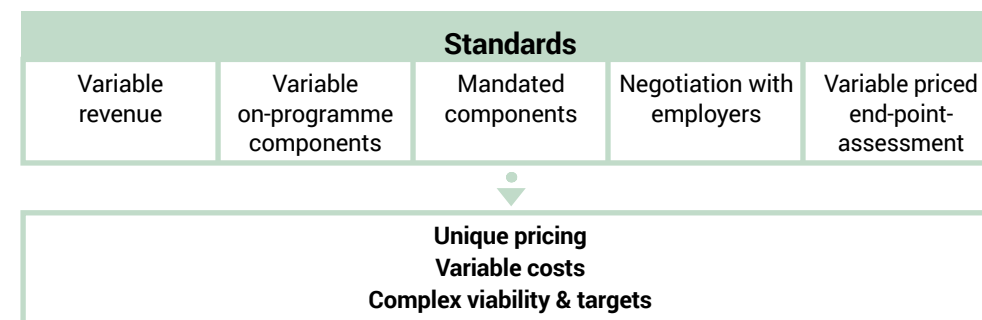 Standards
Variable
revenue
Variable
on-programme
components
Mandated
components
Negotiation with
employers
Variable priced
end-point-
assessment
Unique pricing
Variable costs
Complex viability & targets